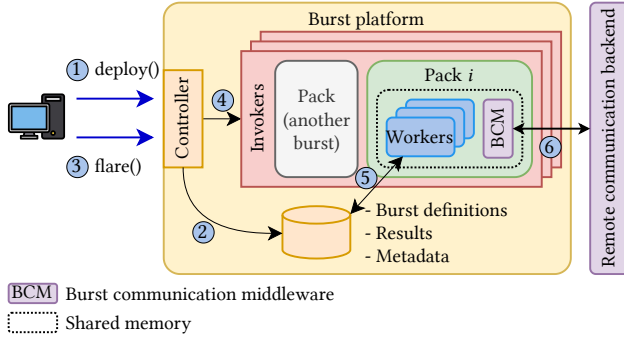 Burst platform
1 deploy()
3 flare()
Controller
4
Invokers
Pack
(another
burst)
Pack i
Workers
BCM
6
5
2
- Burst definitions
- Results
- Metadata
Remote communication backend
BCM Burst communication middleware
Shared memory